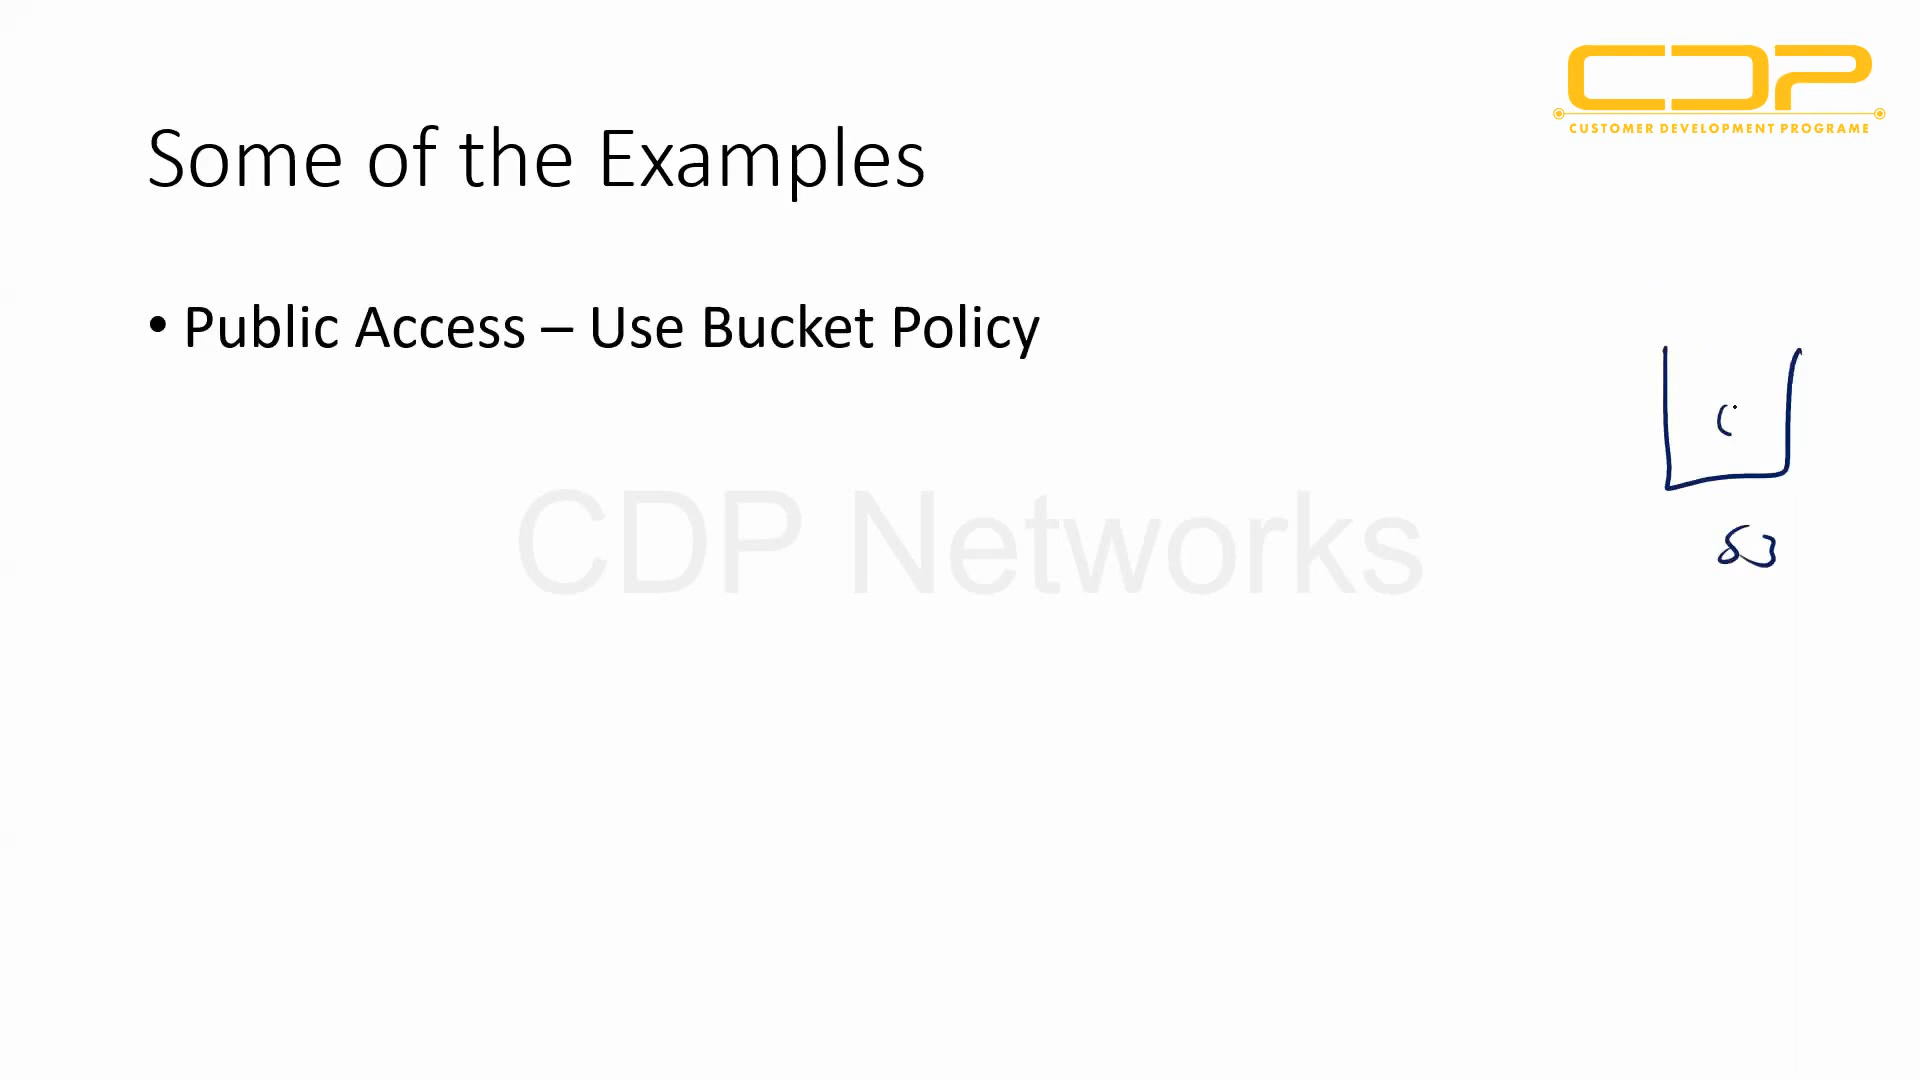 CDP
CUSTOMER DEVELOPMENT PROGRAME
Some of the Examples
• Public Access – Use Bucket Policy
CDP Networks
S3